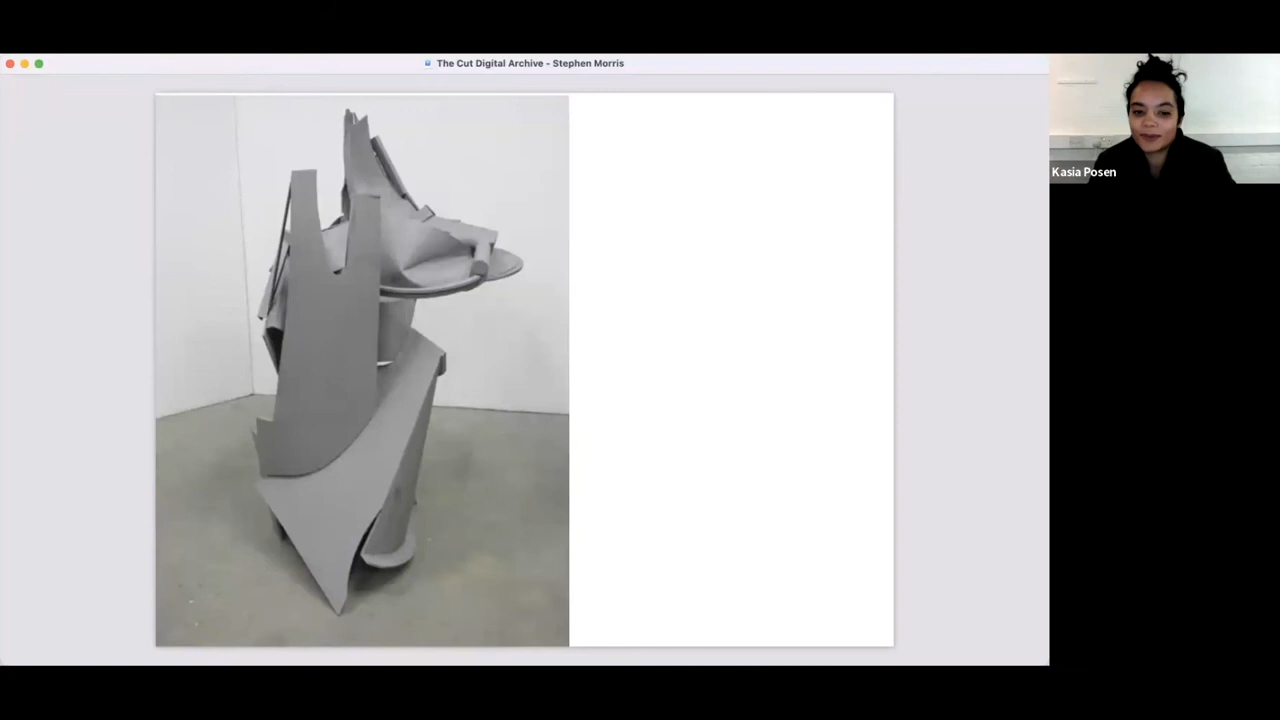 The Cut Digital Archive - Stephen Morris
Kasia Posen